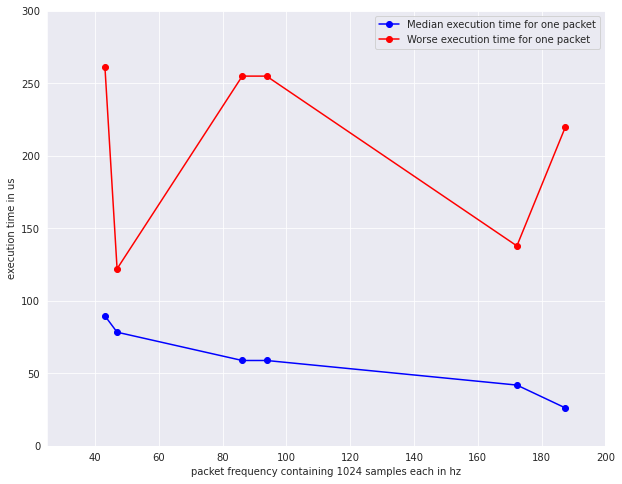 300
250
200
150
100
50
0
execution time in us
Median execution time for one packet
Worse execution time for one packet
40 60 80 100 120 140 160 180 200
packet frequency containing 1024 samples each in hz